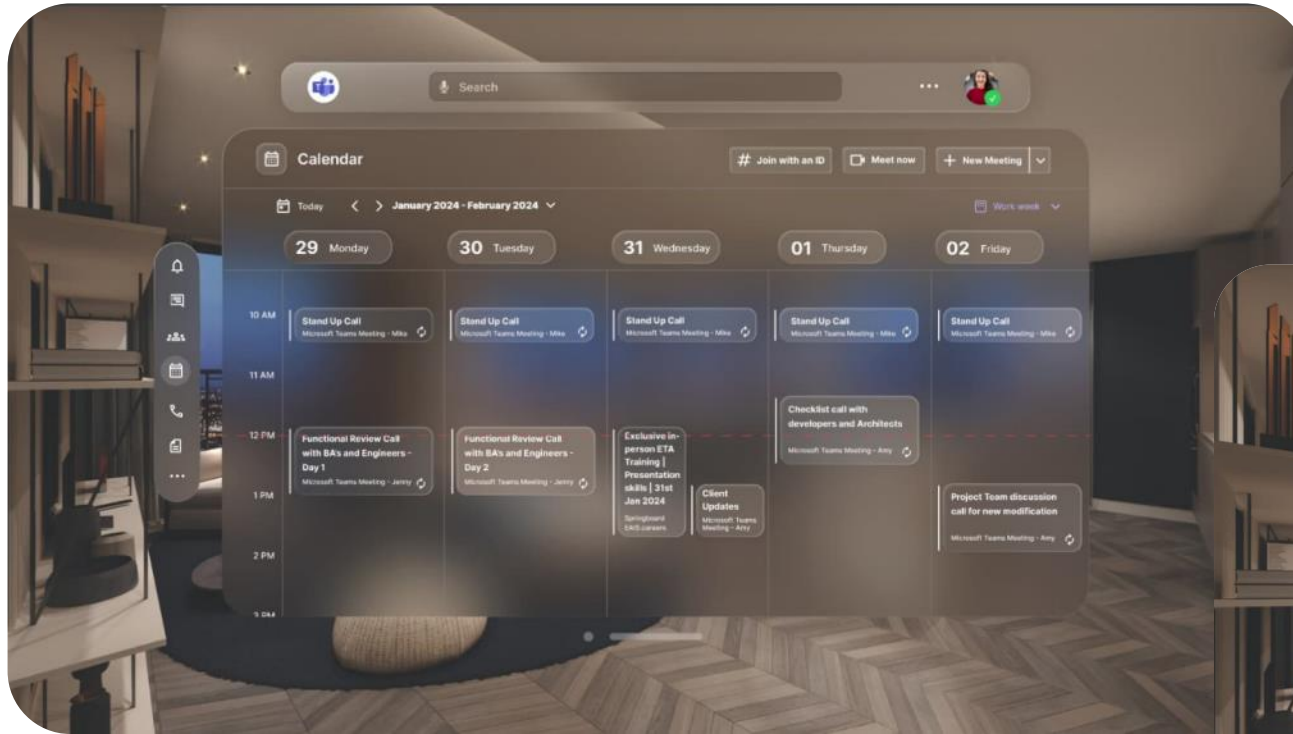 Search
Calendar
# Join with an ID
Meet now
+ New Meeting
Today
January 2024 - February 2024
Work week
29 Monday
30 Tuesday
31 Wednesday
01 Thursday
02 Friday
10 AM
Stand Up Call
Microsoft Teams Meeting - Mike
Stand Up Call
Microsoft Teams Meeting - Mike
Stand Up Call
Microsoft Teams Meeting - Mike
Stand Up Call
Microsoft Teams Meeting - Mike
Stand Up Call
Microsoft Teams Meeting - Mike
11 AM
Checklist call with
developers and Architects
Microsoft Teams Meeting - Amy
12 PM
Functional Review Call
with BA's and Engineers -
Day 1
Microsoft Teams Meeting - Jenny
Functional Review Call
with BA's and Engineers -
Day 2
Microsoft Teams Meeting - Jenny
Exclusive in-
person ETA
Training |
Presentation
skills | 31st
Jan 2024
Springboard
careers
1 PM
Client
Updates
Microsoft Teams
Meeting - Amy
Project Team discussion
call for new modification
Microsoft Teams Meeting - Amy
2 PM
3 PM